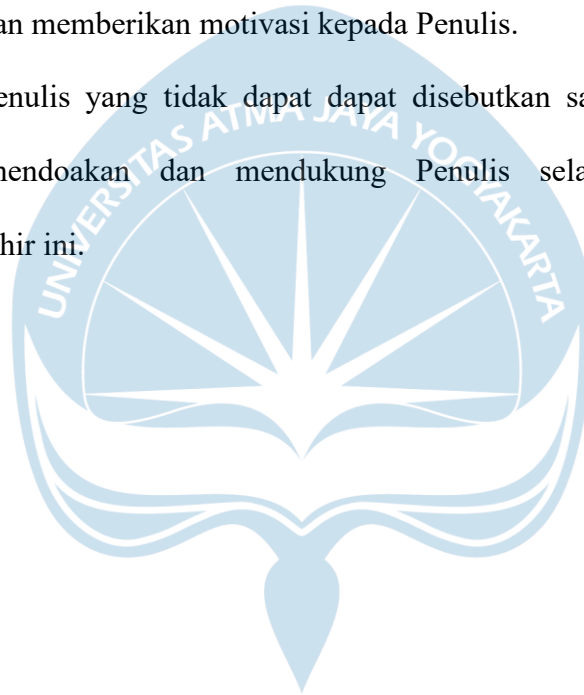 an memberikan motivasi kepada Penulis.
enulis yang tidak dapat dapat disebutkan sa
endoakan dan mendukung Penulis sela
hir ini.
UNIVERSITAS ATMA JAYA YOGYAKARTA